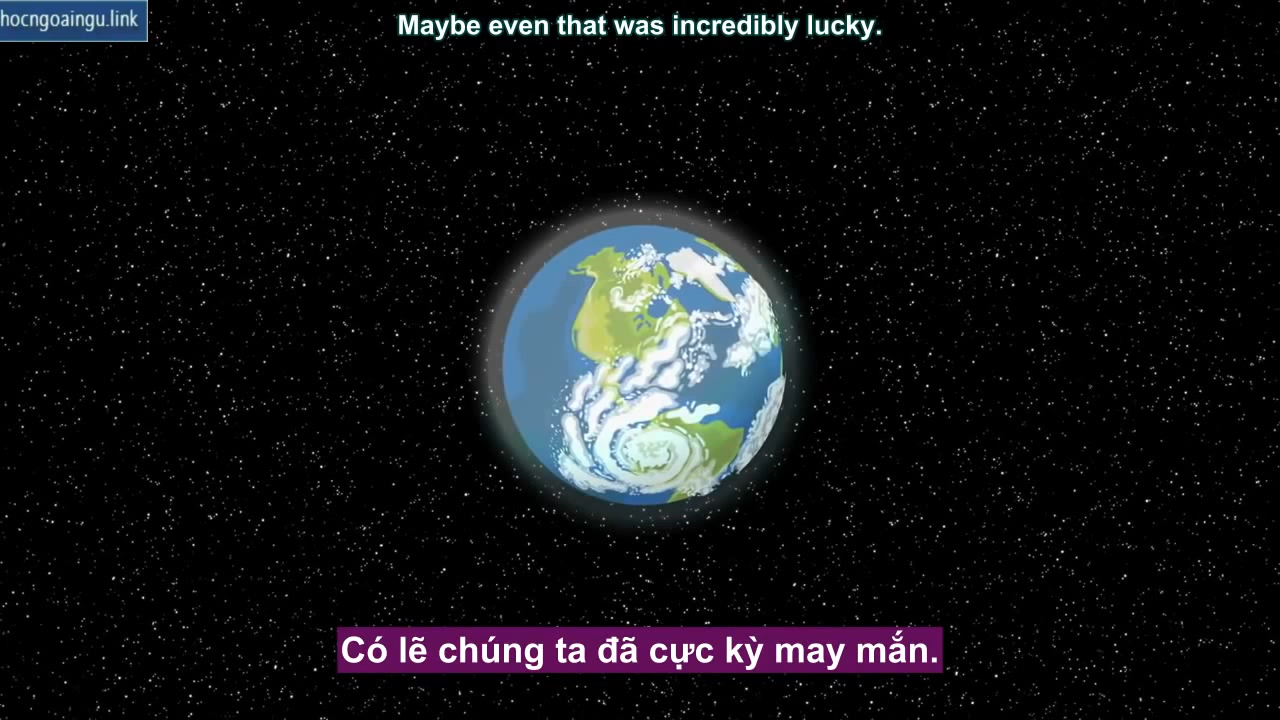 hocngoaingu.link
Maybe even that was incredibly lucky.
Có lẽ chúng ta đã cực kỳ may mắn.